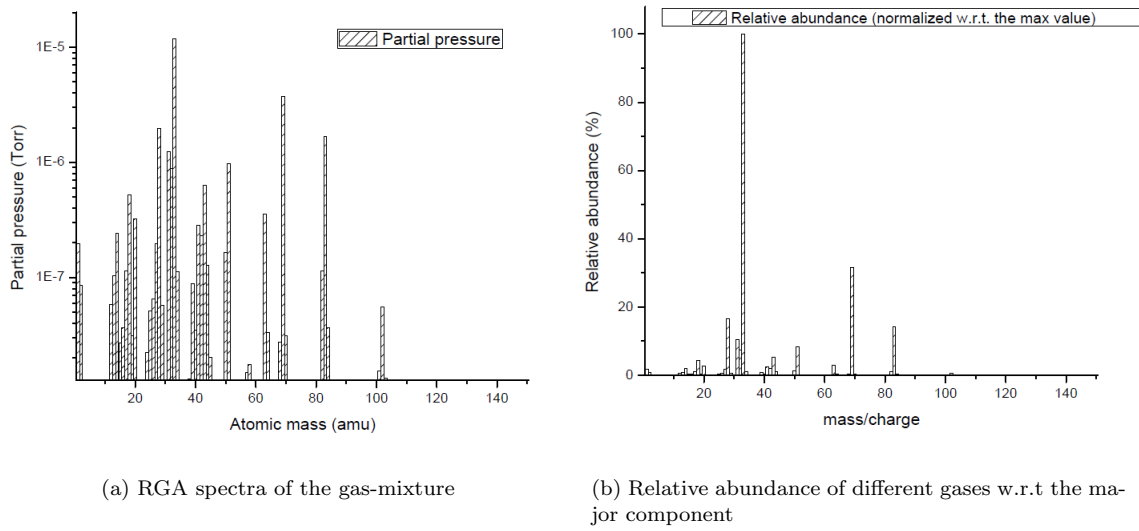 Partial pressure
1E-5
1E-6
1E-7
Partial pressure (Torr)
20 40 60 80 100 120 140
Atomic mass (amu)
Relative abundance (normalized w.r.t. the max value)
100
80
60
40
20
0
Relative abundance (%)
20 40 60 80 100 120 140
mass/charge
(a) RGA spectra of the gas-mixture
(b) Relative abundance of different gases w.r.t the ma-
jor component